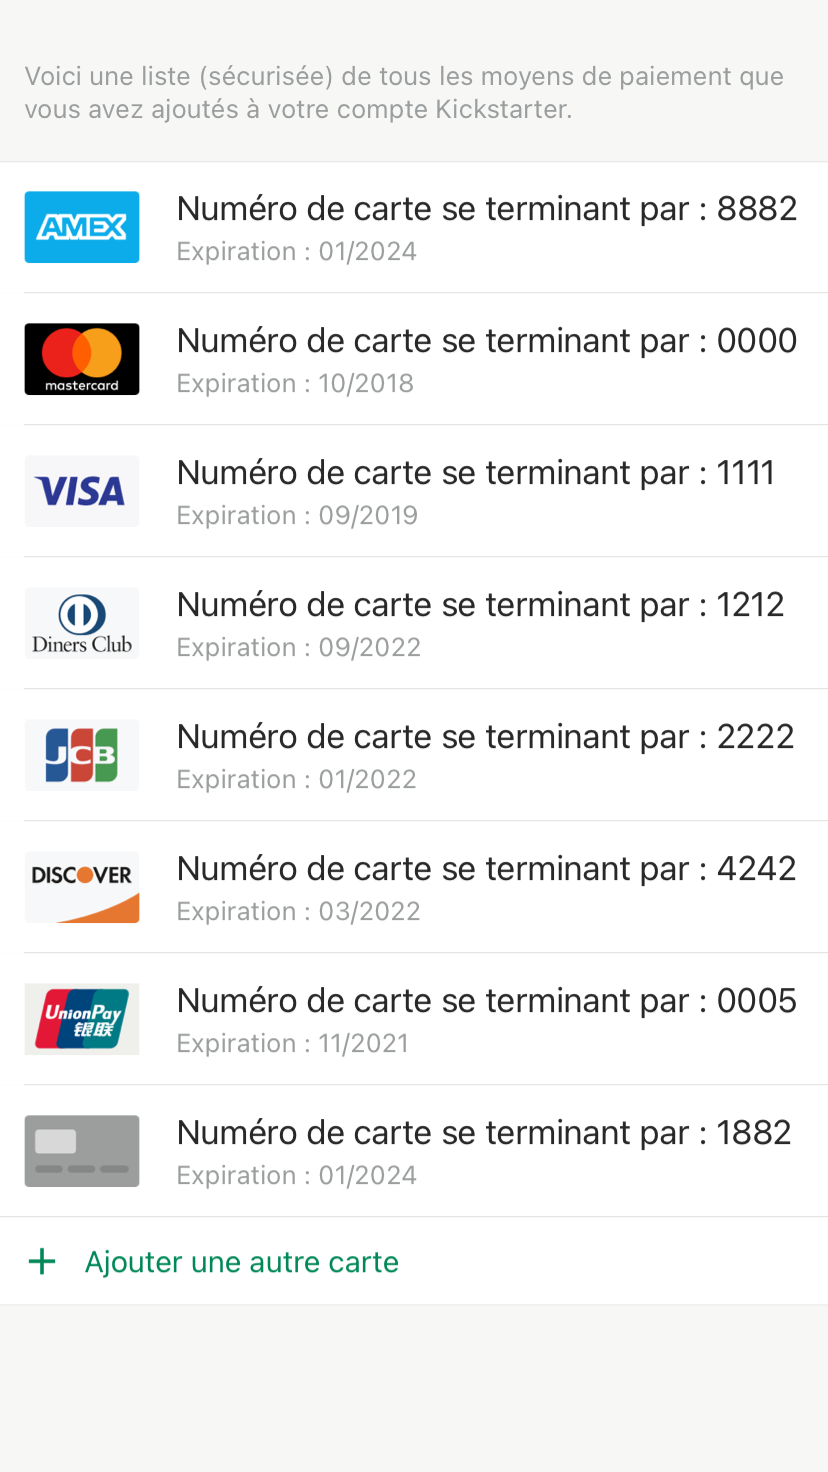 Voici une liste (sécurisée) de tous les moyens de paiement que
vous avez ajoutés à votre compte Kickstarter.
AMEX
Numéro de carte se terminant par : 8882
Expiration : 01/2024
mastercard
Numéro de carte se terminant par : 0000
Expiration : 10/2018
VISA
Numéro de carte se terminant par : 1111
Expiration : 09/2019
Diners Club
Numéro de carte se terminant par : 1212
Expiration : 09/2022
JCB
Numéro de carte se terminant par : 2222
Expiration : 01/2022
DISCOVER
Numéro de carte se terminant par : 4242
Expiration : 03/2022
UnionPay
银联
Numéro de carte se terminant par : 0005
Expiration : 11/2021
Numéro de carte se terminant par : 1882
Expiration : 01/2024
+ Ajouter une autre carte